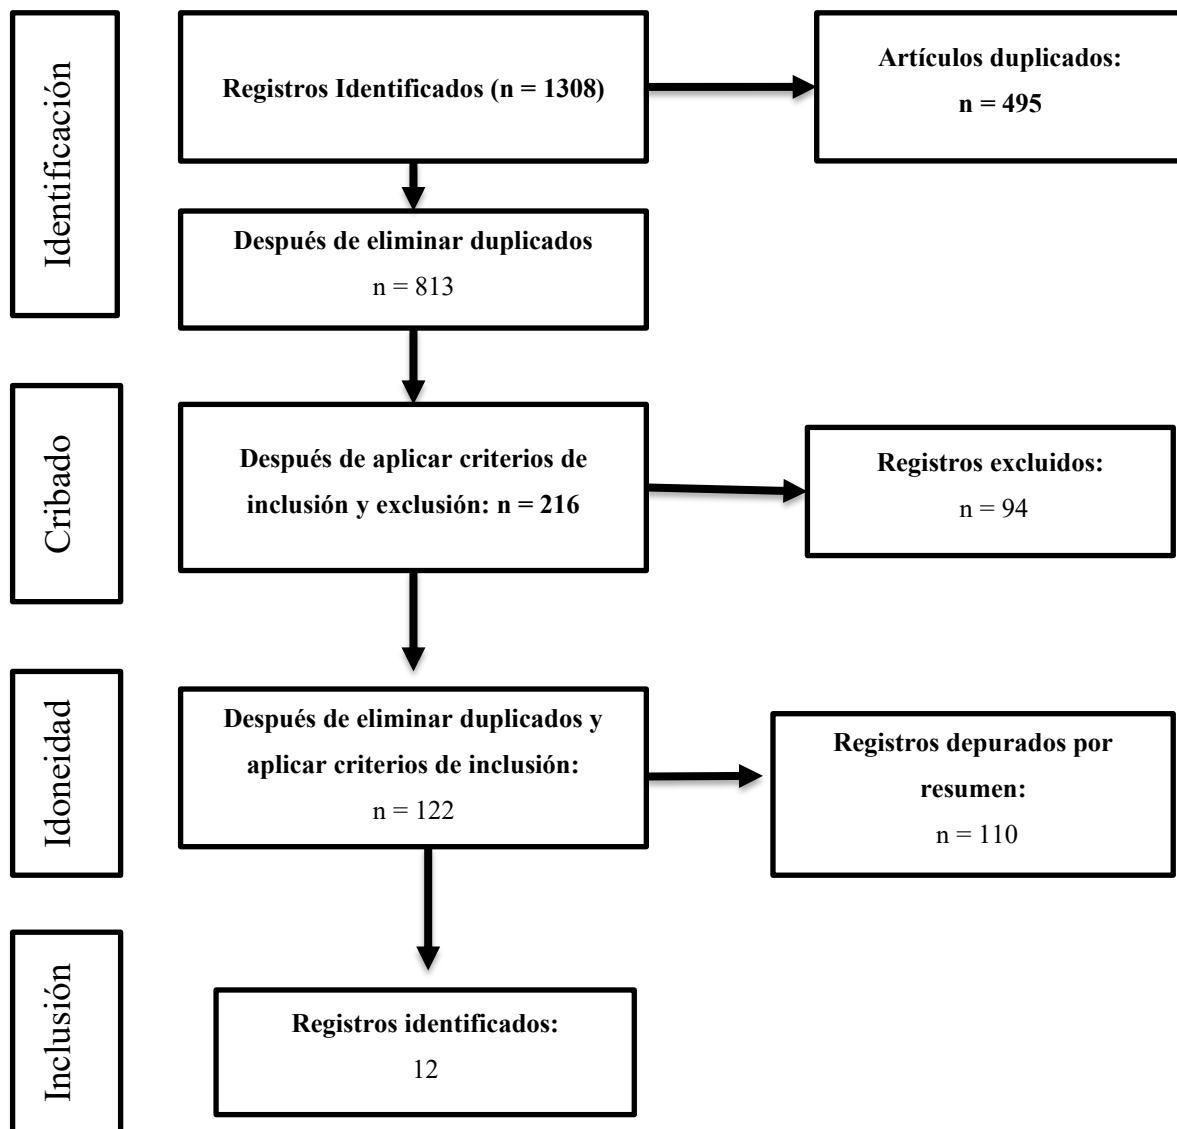 Identificación
Registros Identificados (n = 1308)
Artículos duplicados:
n = 495
Después de eliminar duplicados
n = 813
Cribado
Después de aplicar criterios de
inclusión y exclusión: n = 216
Registros excluidos:
n = 94
Idoneidad
Después de eliminar duplicados y
aplicar criterios de inclusión:
n = 122
Registros depurados por
resumen:
n = 110
Inclusión
Registros identificados:
12